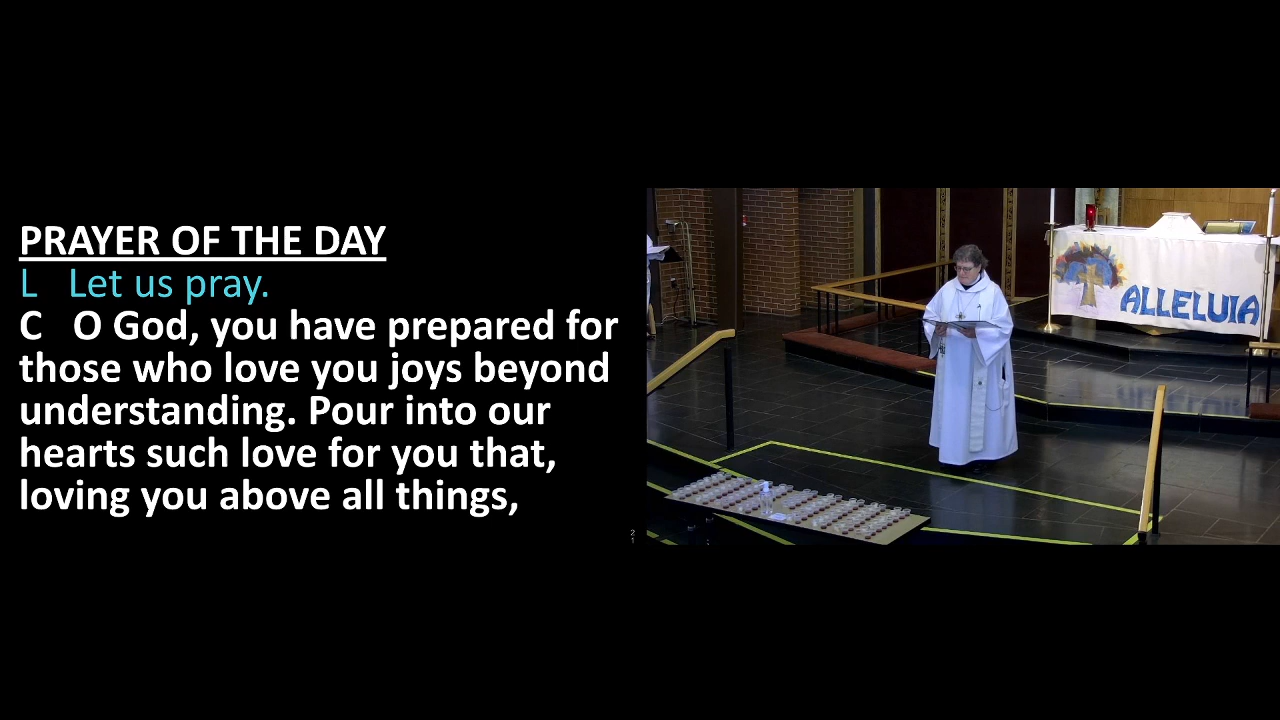 PRAYER OF THE DAY
L Let us pray.
C O God, you have prepared for
those who love you joys beyond
understanding. Pour into our
hearts such love for you that,
loving you above all things,
21
ALLELUIA